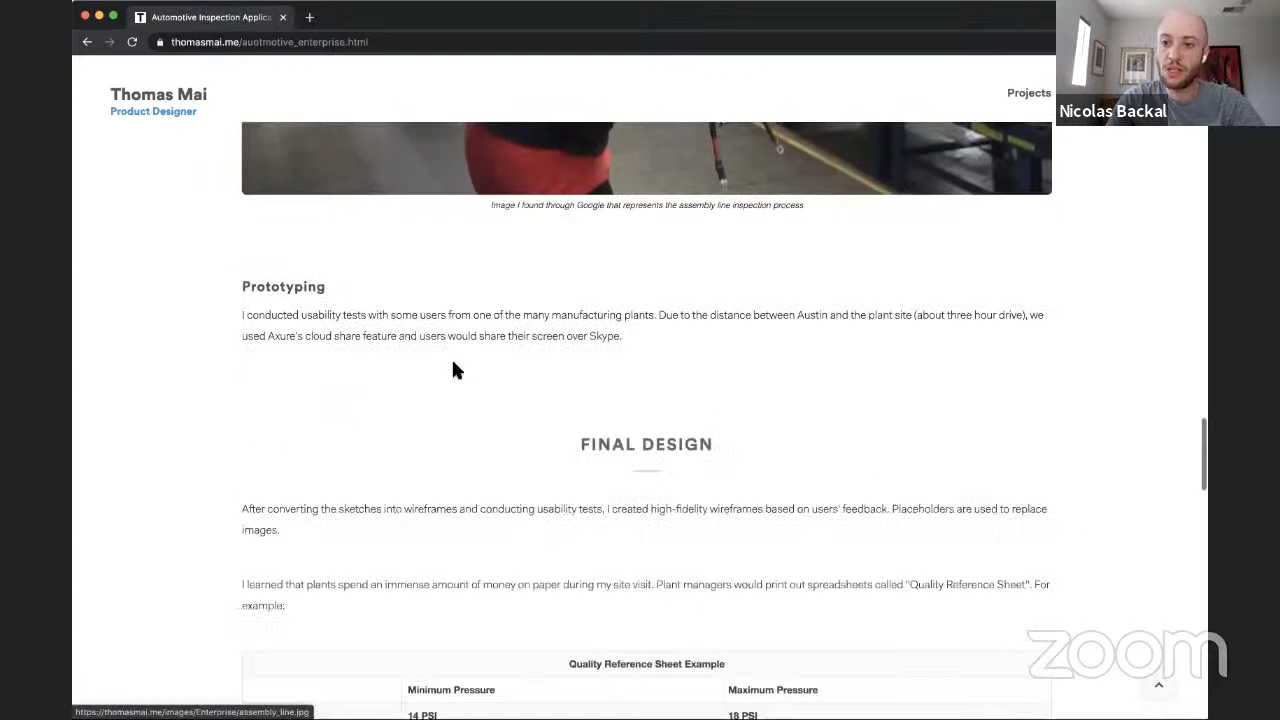 Automotive Inspection Applica
thomasmai.me/auotmotive_enterprise.html
Thomas Mai
Product Designer
Projects
Nicolas Backal
Image I found through Google that represents the assembly line inspection process
Prototyping
I conducted usability tests with some users from one of the many manufacturing plants. Due to the distance between Austin and the plant site (about three hour drive), we
used Axure's cloud share feature and users would share their screen over Skype.
FINAL DESIGN
After converting the sketches into wireframes and conducting usability tests, I created high-fidelity wireframes based on users' feedback. Placeholders are used to replace
images.
I learned that plants spend an immense amount of money on paper during my site visit. Plant managers would print out spreadsheets called "Quality Reference Sheet". For
example:
zoom
Quality Reference Sheet Example
Minimum Pressure Maximum Pressure
14 PSI 18 PSI
https://thomasmai.me/images/Enterprise/assembly_line.jpg